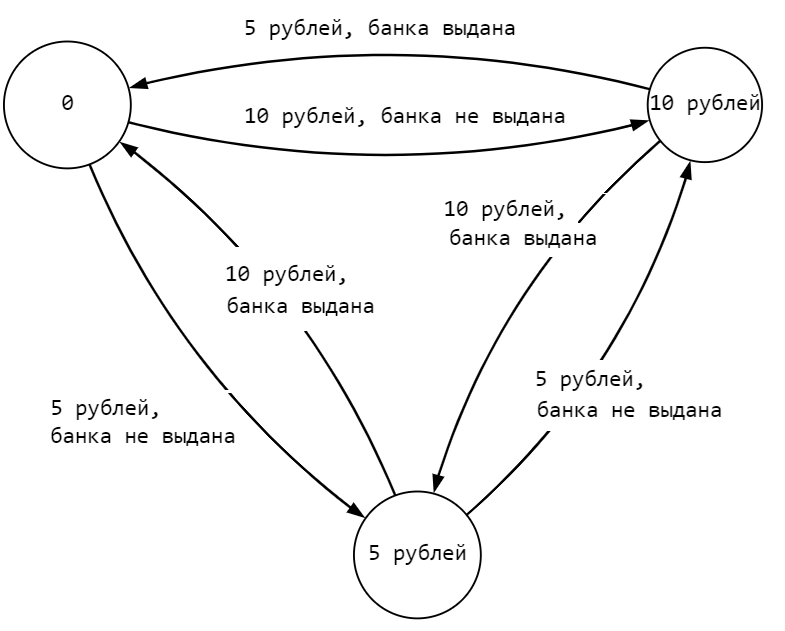 5 рублей, банка выдана
0
10 рублей
10 рублей, банка не выдана
10 рублей,
банка выдана
10 рублей,
банка выдана
5 рублей,
банка не выдана
5 рублей,
банка не выдана
5 рублей